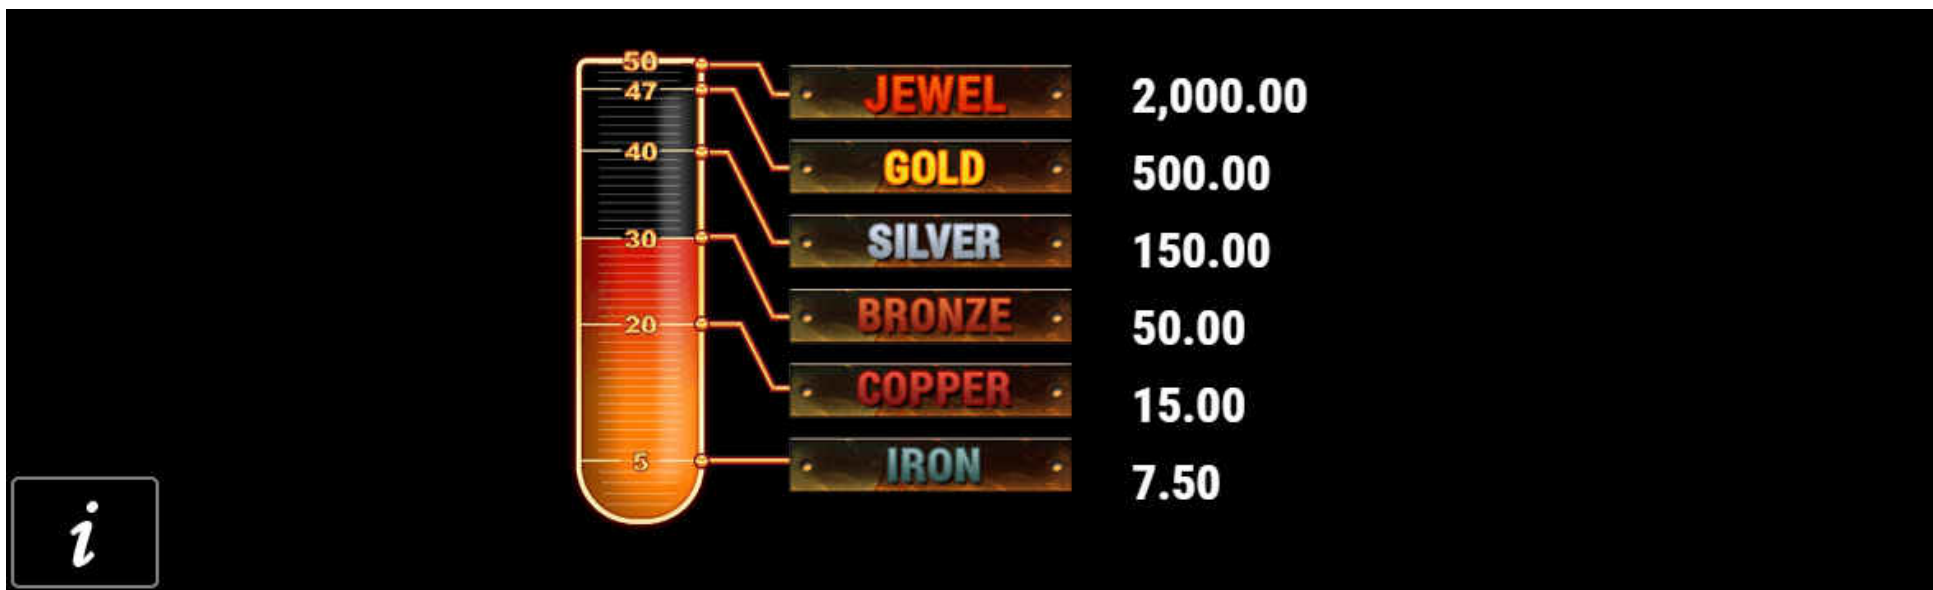 50
47
40
30
20
5
JEWEL 2,000.00
GOLD 500.00
SILVER 150.00
BRONZE 50.00
COPPER 15.00
IRON 7.50
i